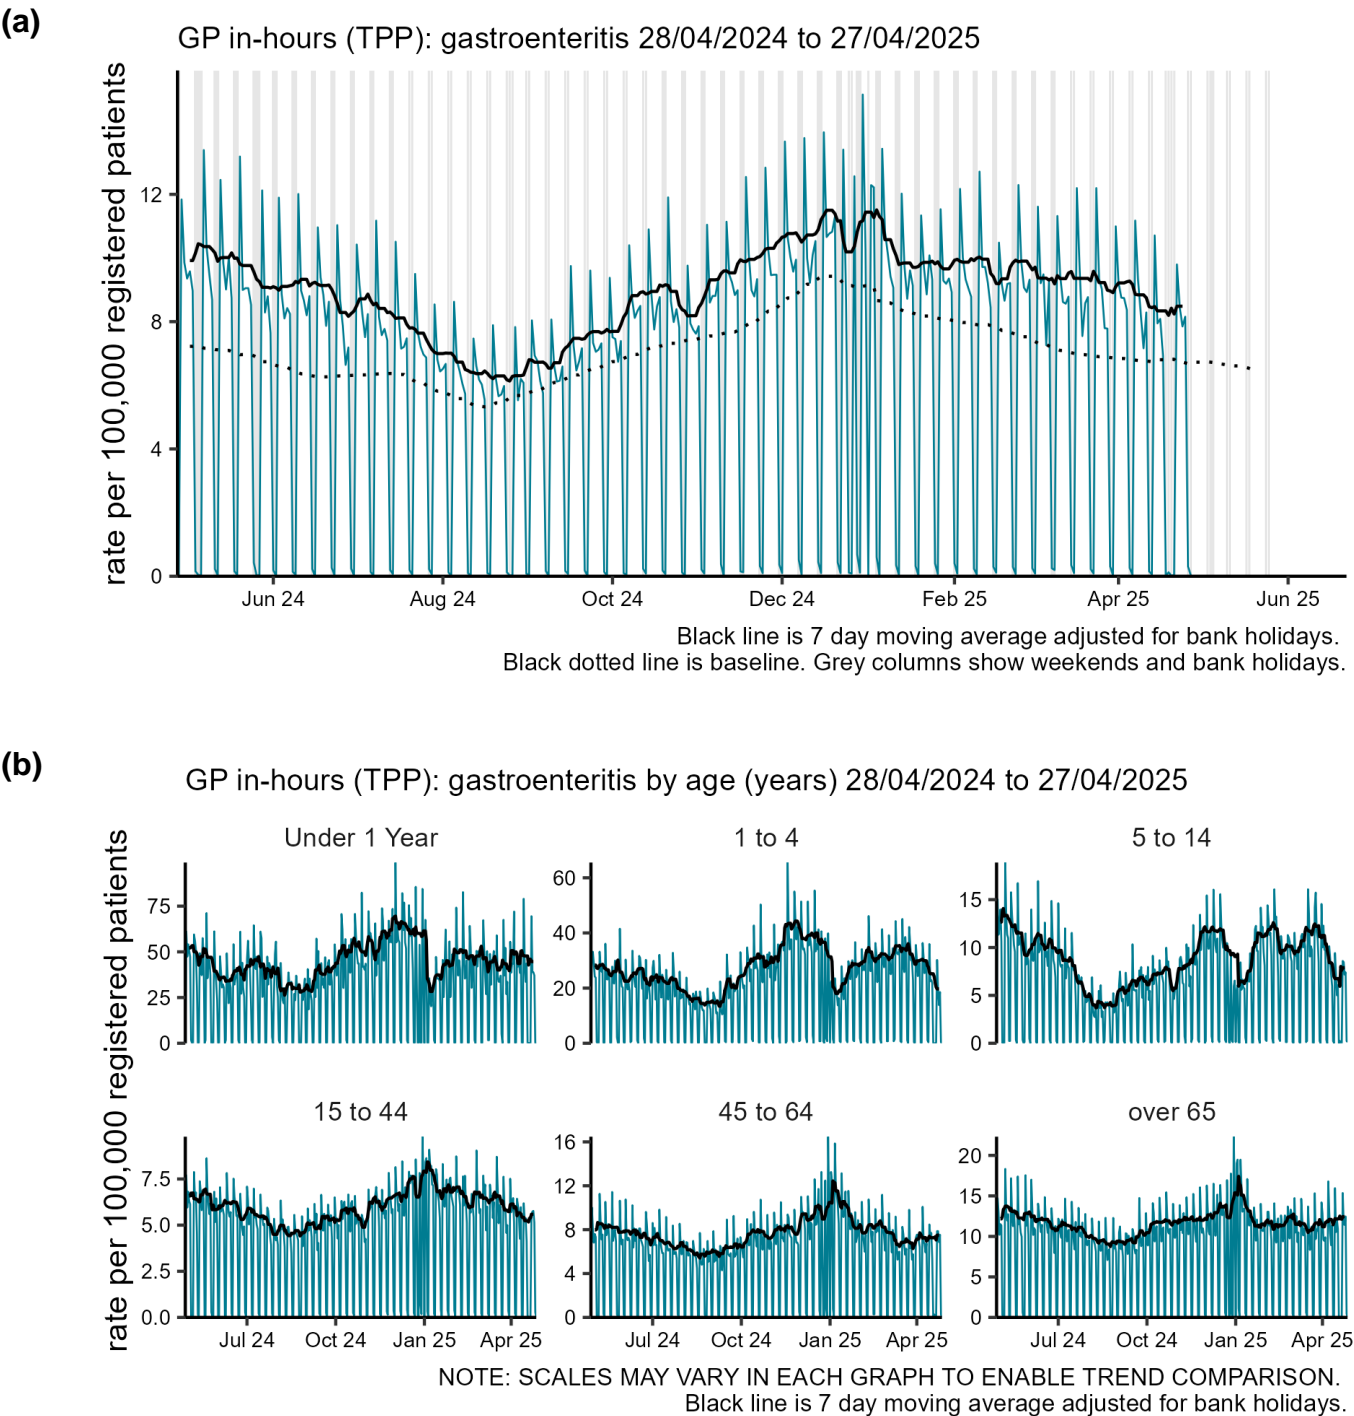 (a)
GP in-hours (TPP): gastroenteritis 28/04/2024 to 27/04/2025
rate per 100,000 registered patients
12
8
4
0
Jun 24 Aug 24 Oct 24 Dec 24 Feb 25 Apr 25 Jun 25
Black line is 7 day moving average adjusted for bank holidays.
Black dotted line is baseline. Grey columns show weekends and bank holidays.
(b)
GP in-hours (TPP): gastroenteritis by age (years) 28/04/2024 to 27/04/2025
rate per 100,000 registered patients
Under 1 Year
75
50
25
0
1 to 4
60
40
20
0
5 to 14
15
10
5
0
15 to 44
7.5
5.0
2.5
0.0
Jul 24 Oct 24 Jan 25 Apr 25
45 to 64
16
12
8
4
0
Jul 24 Oct 24 Jan 25 Apr 25
over 65
20
15
10
5
0
Jul 24 Oct 24 Jan 25 Apr 25
NOTE: SCALES MAY VARY IN EACH GRAPH TO ENABLE TREND COMPARISON.
Black line is 7 day moving average adjusted for bank holidays.